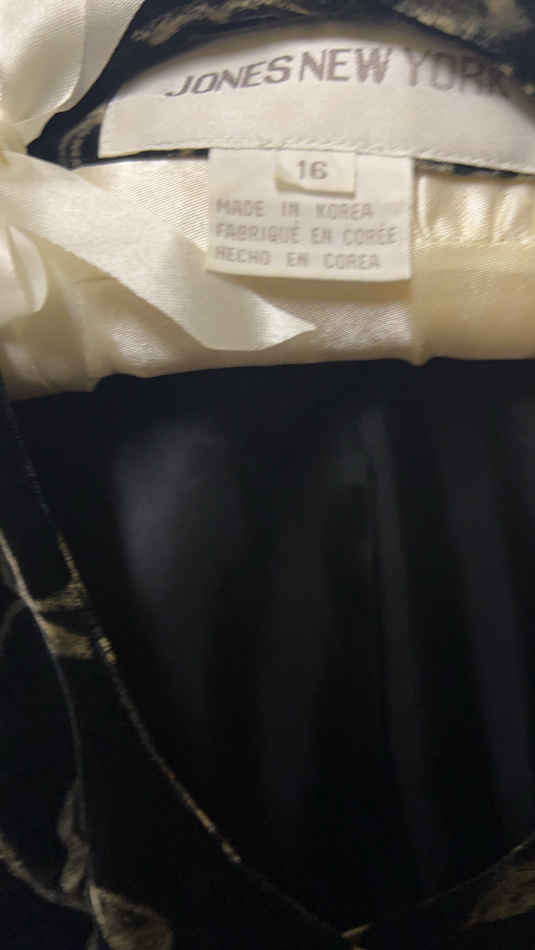 JONES NEW YORK
16
MADE IN KOREA
FABRIQUÉ EN CORÉE
HECHO EN COREA